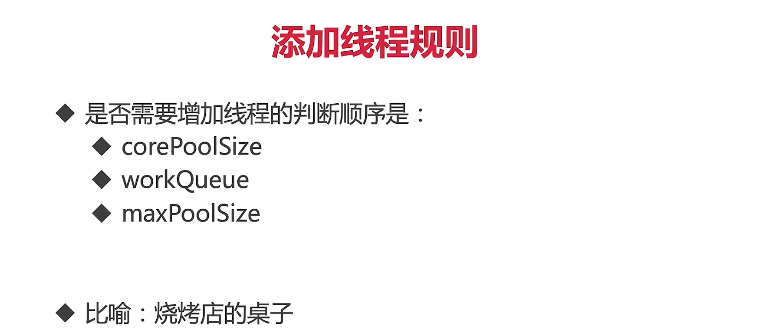 添加线程规则
◆ 是否需要增加线程的判断顺序是：
◆ corePoolSize
◆ workQueue
◆ maxPoolSize
◆ 比喻：烧烤店的桌子